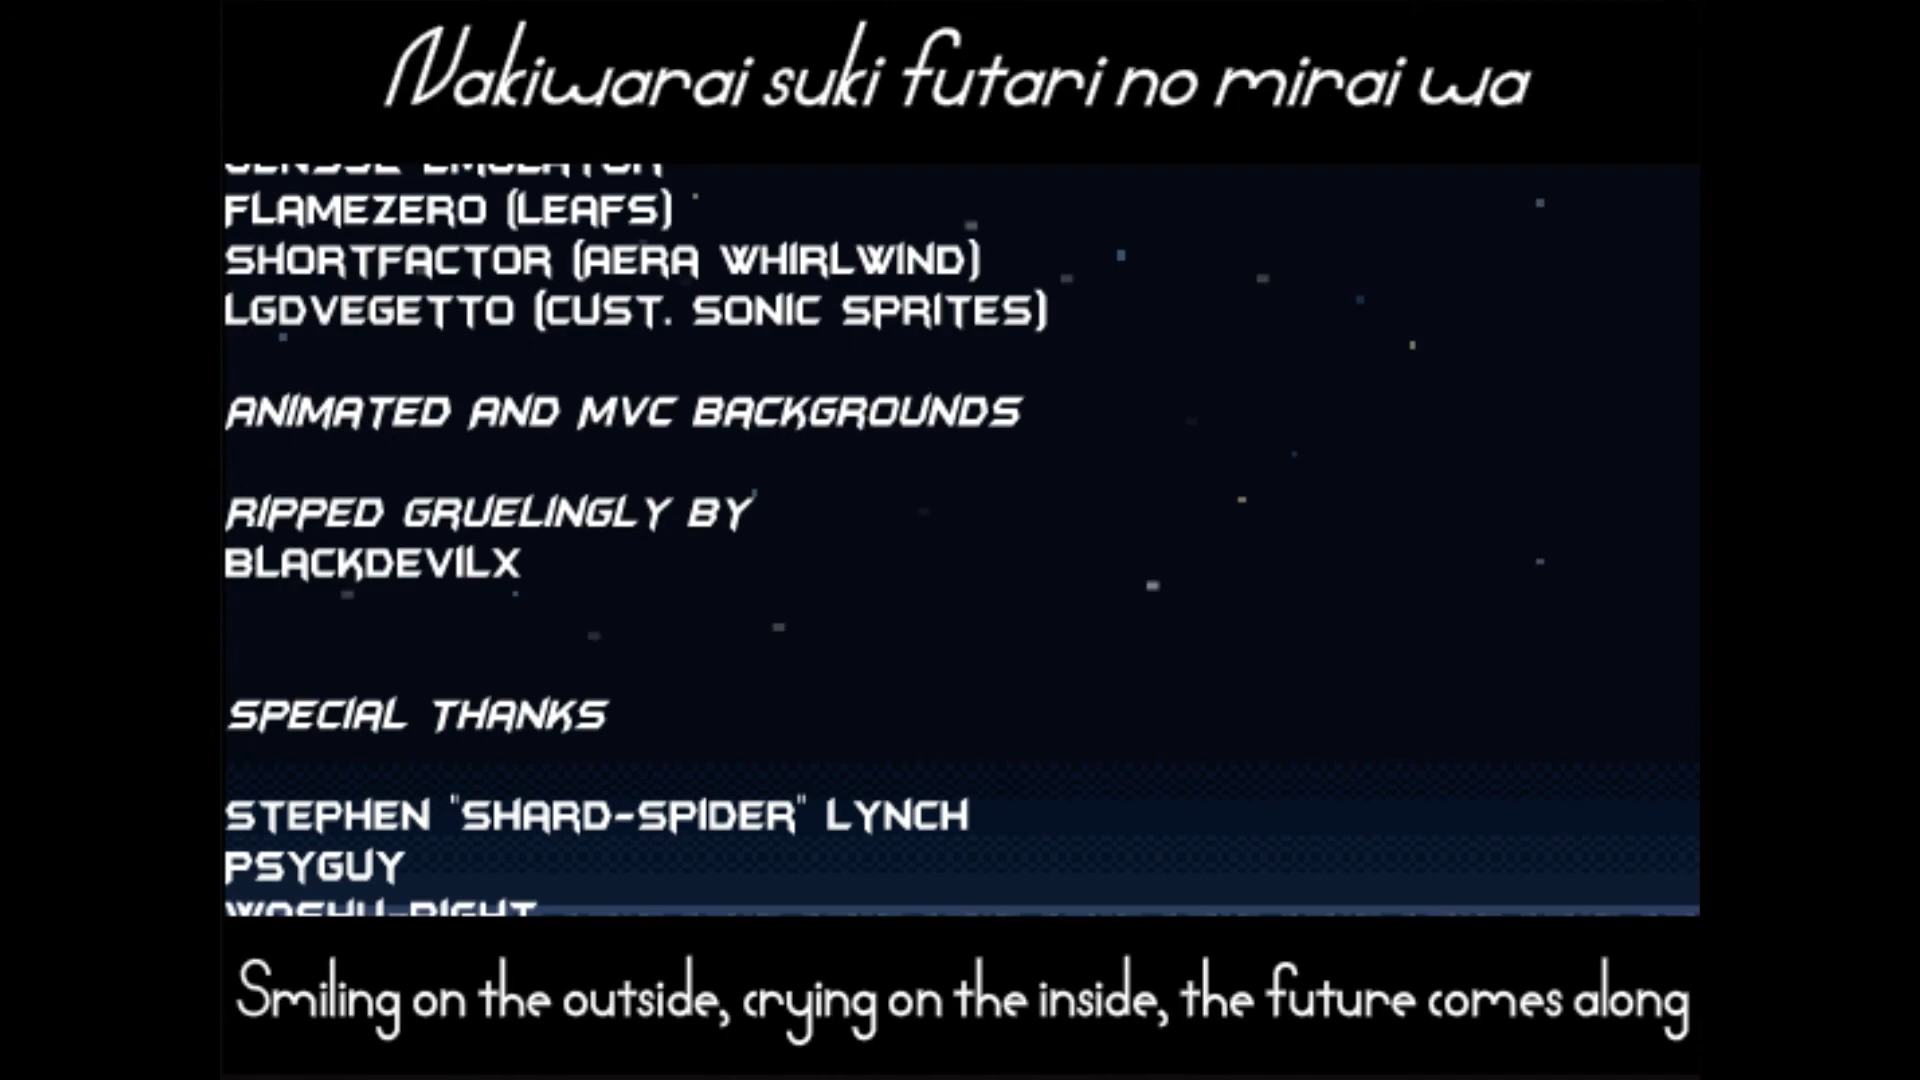 Nakiwarai suki futari no mirai wa
FLAMEZERO (LEAFS)
SHORTFACTOR (AERA WHIRLWIND)
LGDVEGETTO (CUST. SONIC SPRITES)
ANIMATED AND MVC BACKGROUNDS
RIPPED GRUELINGLY BY
BLACKDEVILX
SPECIAL THANKS
STEPHEN "SHARD-SPIDER" LYNCH
PSYGUY
Smiling on the outside, crying on the inside, the future comes along